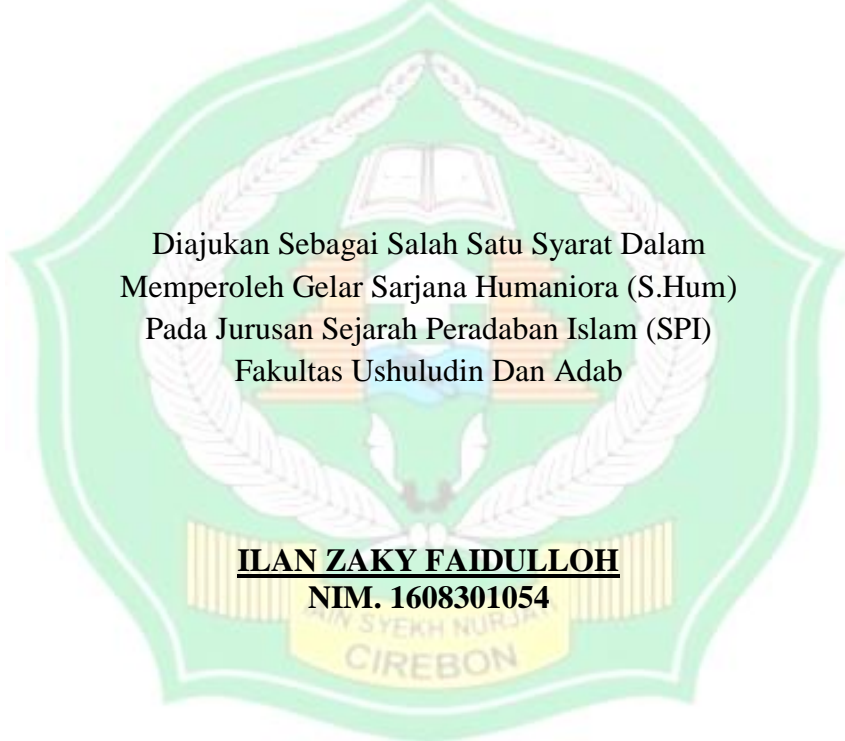 Diajukan Sebagai Salah Satu Syarat Dalam
Memperoleh Gelar Sarjana Humaniora (S.Hum)
Pada Jurusan Sejarah Peradaban Islam (SPI)
Fakultas Ushuludin Dan Adab
ILAN ZAKY FAIDULLOH
NIM. 1608301054
SYEKH
CIREBON